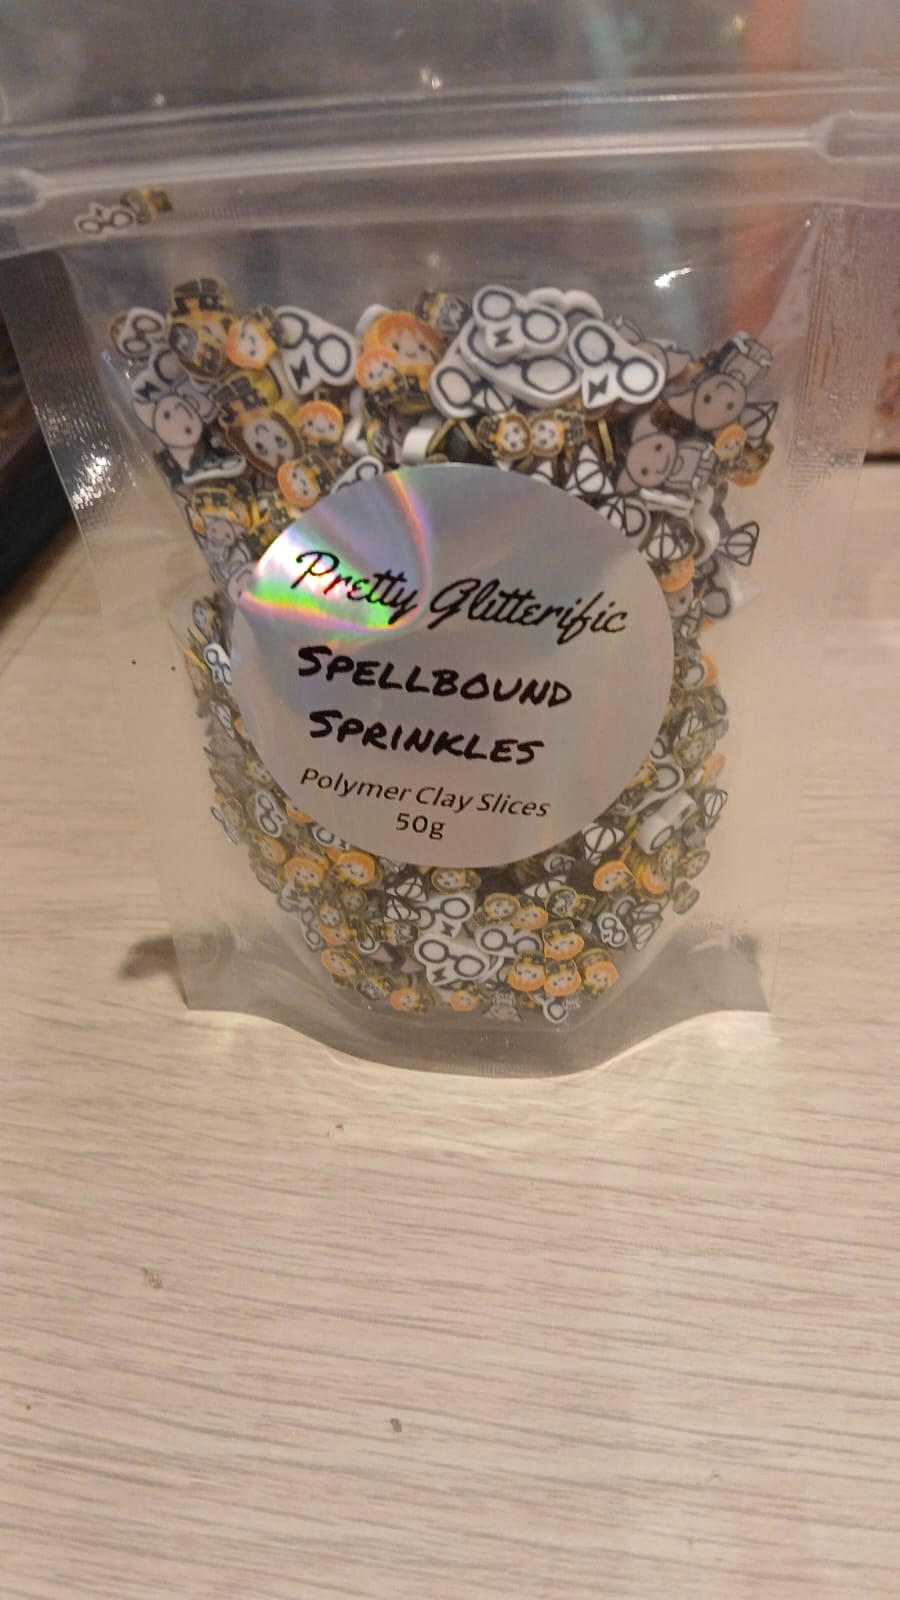 Pretty Glitterific
SPELLBOUND
SPRINKLES
Polymer Clay Slices
50g